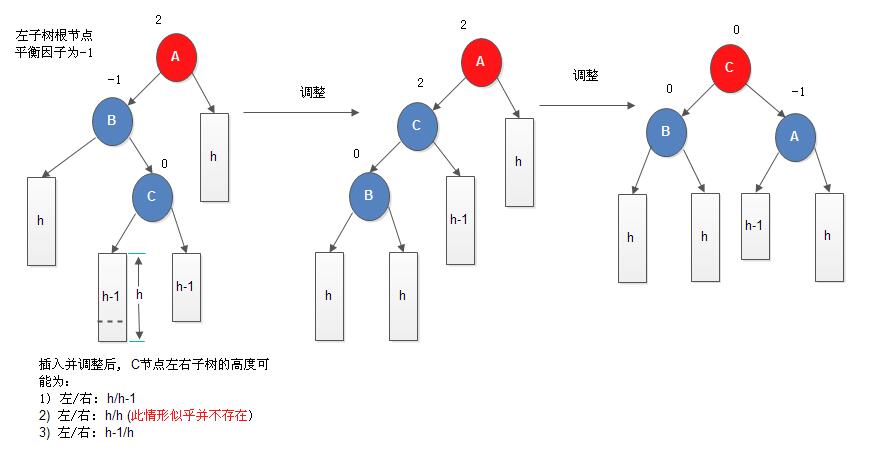 左子树根节点
平衡因子为-1
2
A
-1
B
h
0
C
h
h-1
h
h-1
调整
2
A
2
C
0
B
h
h-1
h
h
调整
0
C
0
B
-1
A
h
h
h-1
h
插入并调整后, C节点左右子树的高度可
能为:
1) 左/右: h/h-1
2) 左/右: h/h (此情形似乎并不存在)
3) 左/右: h-1/h